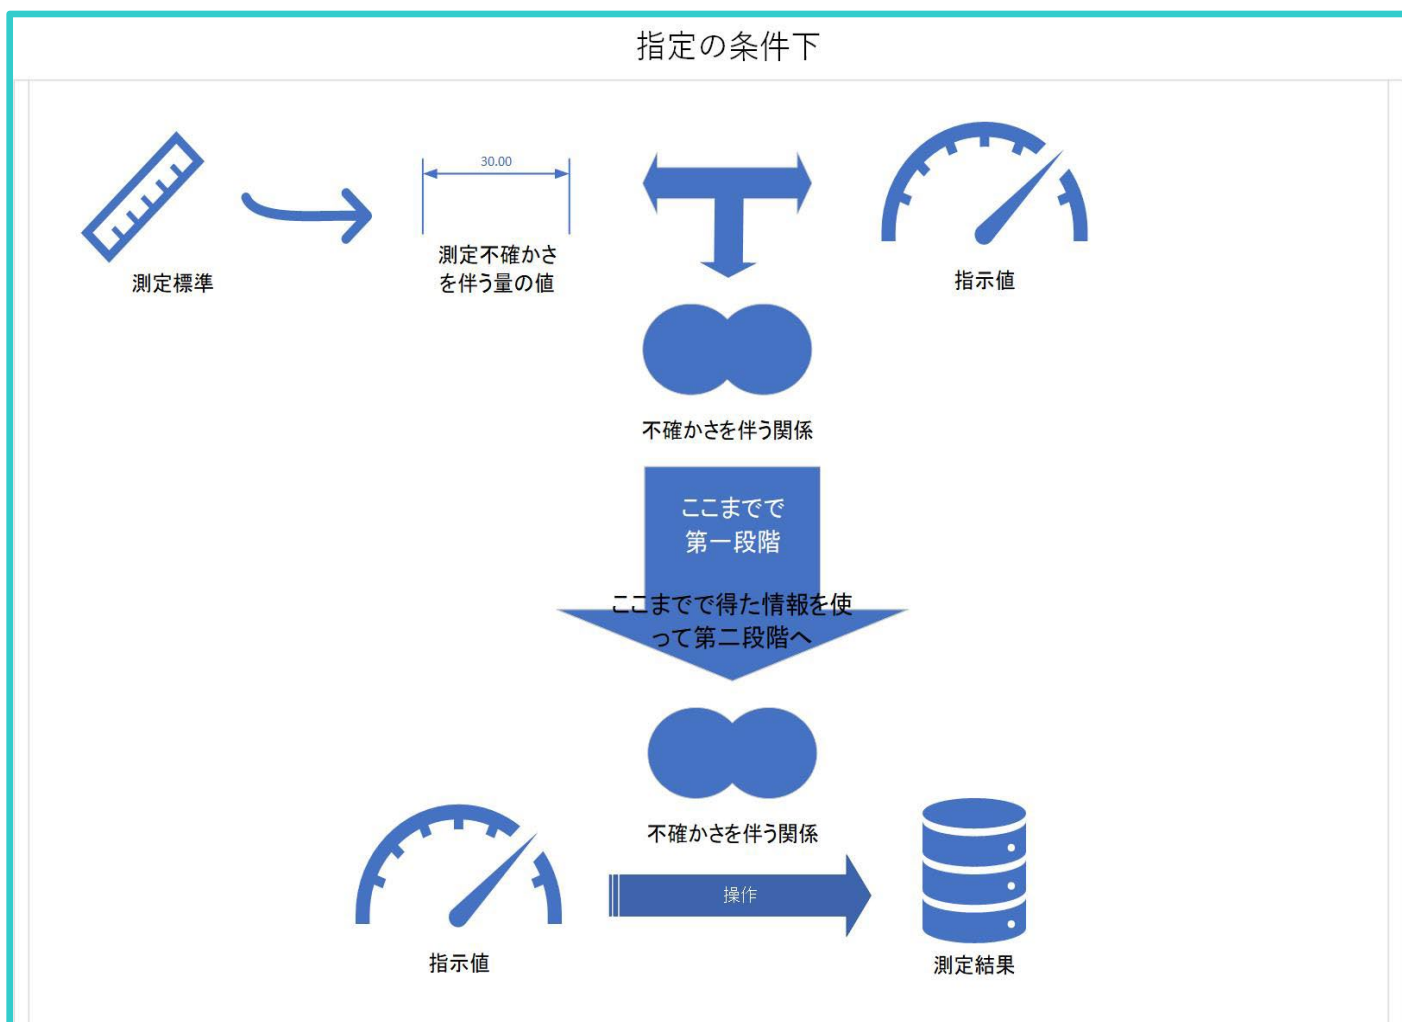 指定の条件下
30.00
測定標準
測定不確かさ
を伴う量の値
指示値
不確かさを伴う関係
ここまでで
第一段階
ここまでで得た情報を使
って第二段階へ
不確かさを伴う関係
操作
指示値
測定結果